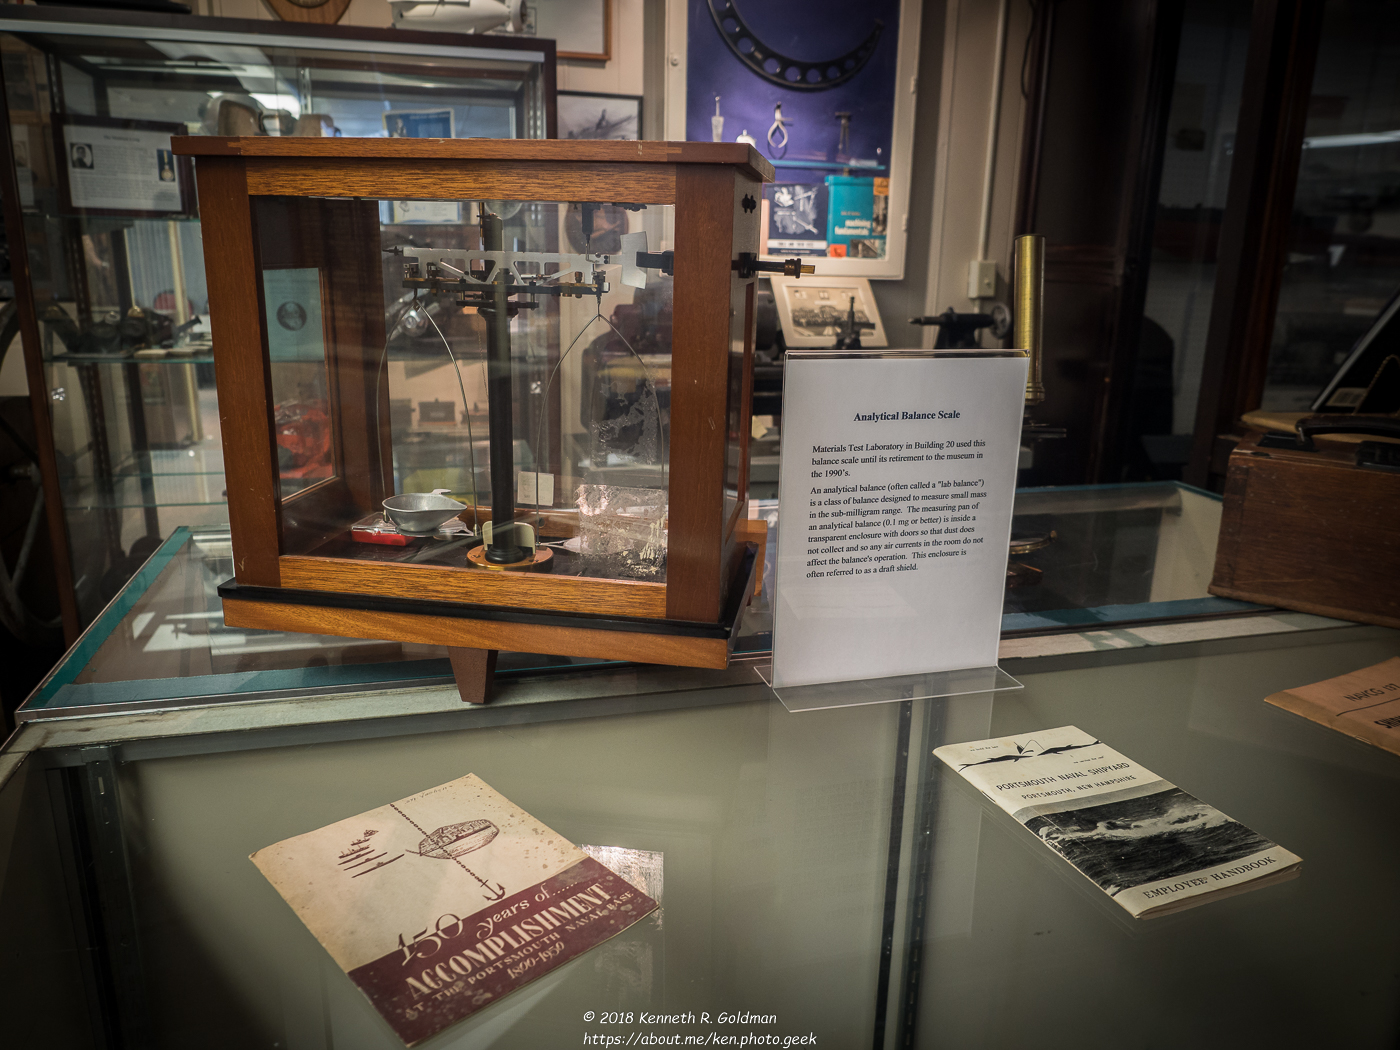 machining
fundamentals
Analytical Balance Scale
Materials Test Laboratory in Building 20 used this
balance scale until its retirement to the museum in
the 1990's.
An analytical balance (often called a "lab balance")
is a class of balance designed to measure small mass
in the sub-milligram range. The measuring pan of
an analytical balance (0.1 mg or better) is inside a
transparent enclosure with doors so that dust does
not collect and so any air currents in the room do not
affect the balance's operation. This enclosure is
often referred to as a draft shield.
PORTSMOUTH NAVAL SHIPYARD
PORTSMOUTH, NEW HAMPSHIRE
EMPLOYEE HANDBOOK
150 years of......
ACCOMPLISHMENT
AT THE PORTSMOUTH NAVAL BASE
1800-1950
© 2018 Kenneth R. Goldman
https://about.me/ken.photo.geek